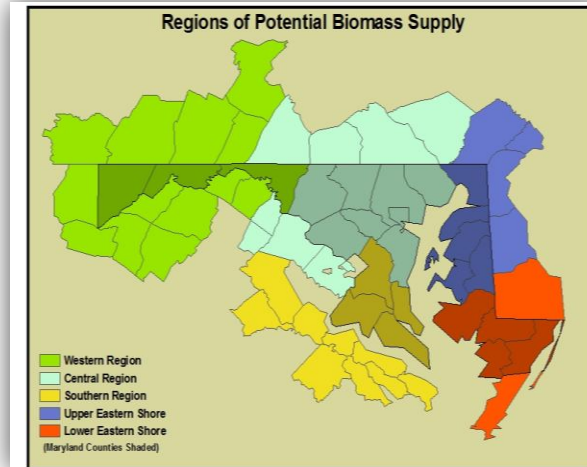 Regions of Potential Biomass Supply
Western Region
Central Region
Southern Region
Upper Eastern Shore
Lower Eastern Shore
(Maryland Counties Shaded)